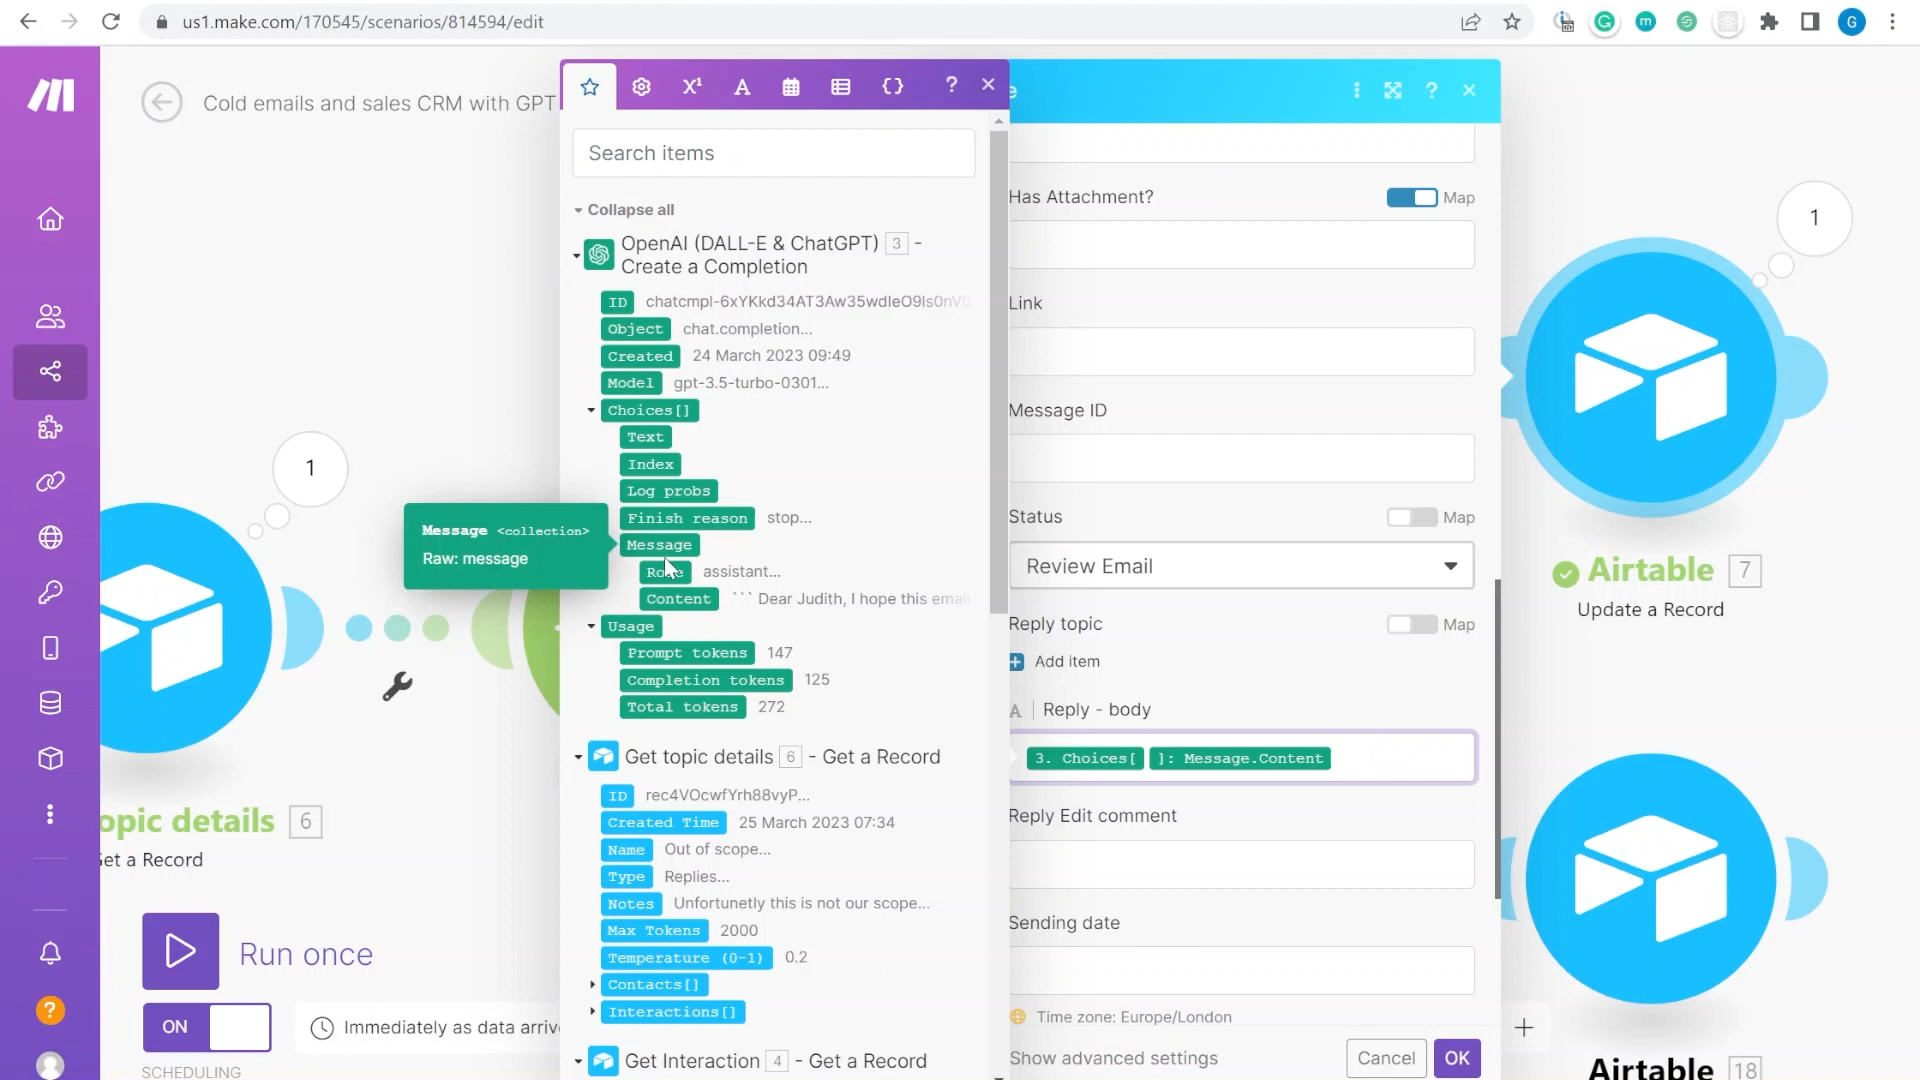 us1.make.com/170545/scenarios/814594/edit
G
Cold emails and sales CRM with GPT
Search items
Collapse all
OpenAI (DALL-E & ChatGPT) 3 -
Create a Completion
ID chatcmpl-6xYKkd34AT3Aw35wdleO9ls0nV
Object chat.completion...
Created 24 March 2023 09:49
Model gpt-3.5-turbo-0301...
Choices[]
Text
Index
Log probs
Finish reason stop...
Message
Role assistant...
Content ``` Dear Judith, I hope this email
Usage
Prompt tokens 147
Completion tokens 125
Total tokens 272
Message <collection>
Raw: message
Get topic details 6 - Get a Record
ID rec4VOcwfYrh88vyP...
Created Time 25 March 2023 07:34
Name Out of scope...
Type Replies...
Notes Unfortunetly this is not our scope...
Max Tokens 2000
Temperature (0-1) 0.2
Contacts[]
Interactions[]
Get Interaction 4 - Get a Record
e
Has Attachment? Map
Link
Message ID
Status Map
Review Email
Reply topic Map
Add item
A Reply - body
3. Choices[ ]: Message.Content
Reply Edit comment
Sending date
Time zone: Europe/London
Show advanced settings
Cancel
OK
1
opic details 6
Get a Record
Run once
ON
Immediately as data arriv
SCHEDULING
1
Airtable 7
Update a Record
Airtable 18